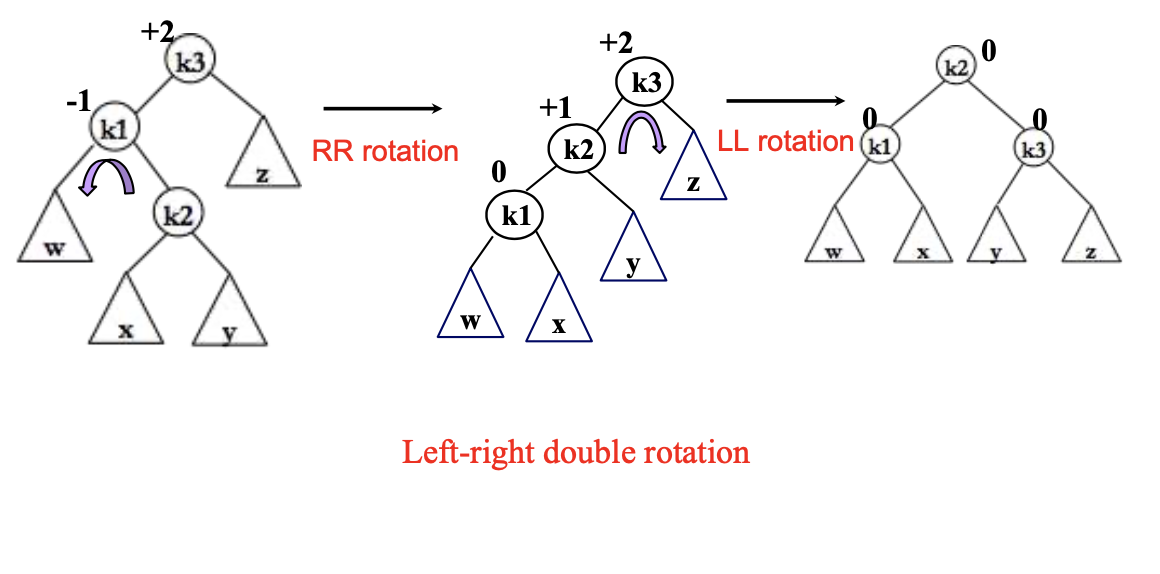 +2
k3
-1
k1
z
k2
w
x
y
RR rotation
+2
k3
+1
k2
0
z
k1
y
w
x
LL rotation
0
k2
0
k1
0
k3
w
x
y
z
Left-right double rotation